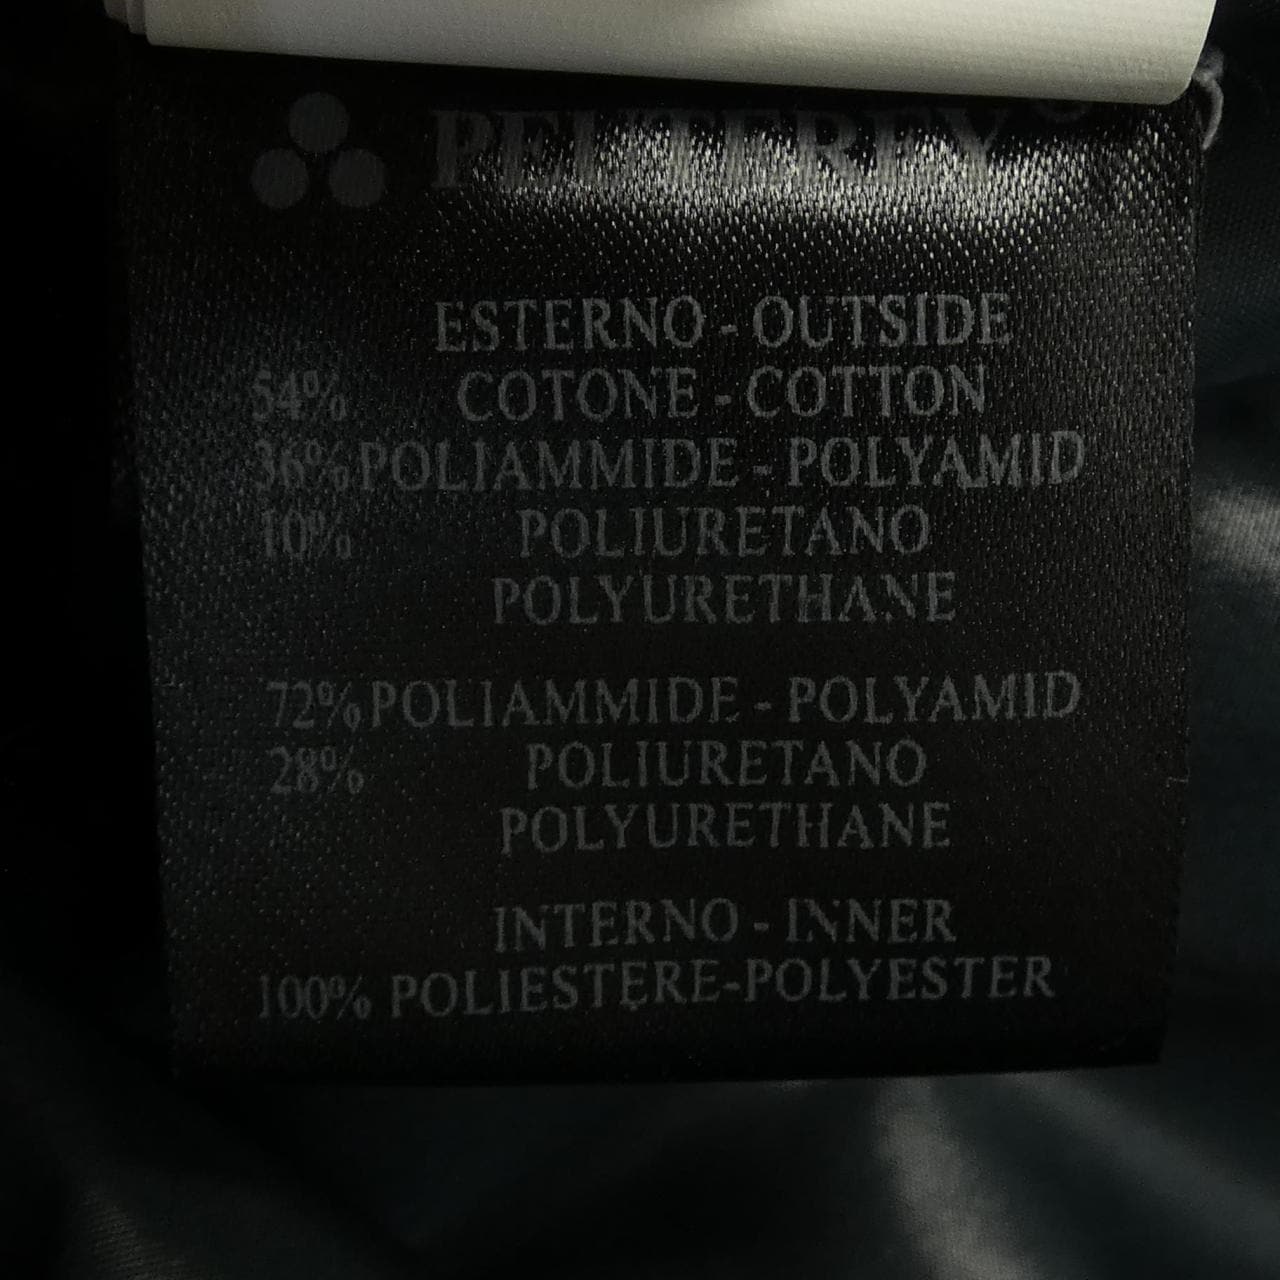 PEUTEREY®
ESTERNO - OUTSIDE
54% COTONE - COTTON
36% POLIAMMIDE - POLYAMID
10% POLIURETANO
POLYURETHANE
72% POLIAMMIDE - POLYAMID
28% POLIURETANO
POLYURETHANE
INTERNO - INNER
100% POLIESTERE-POLYESTER